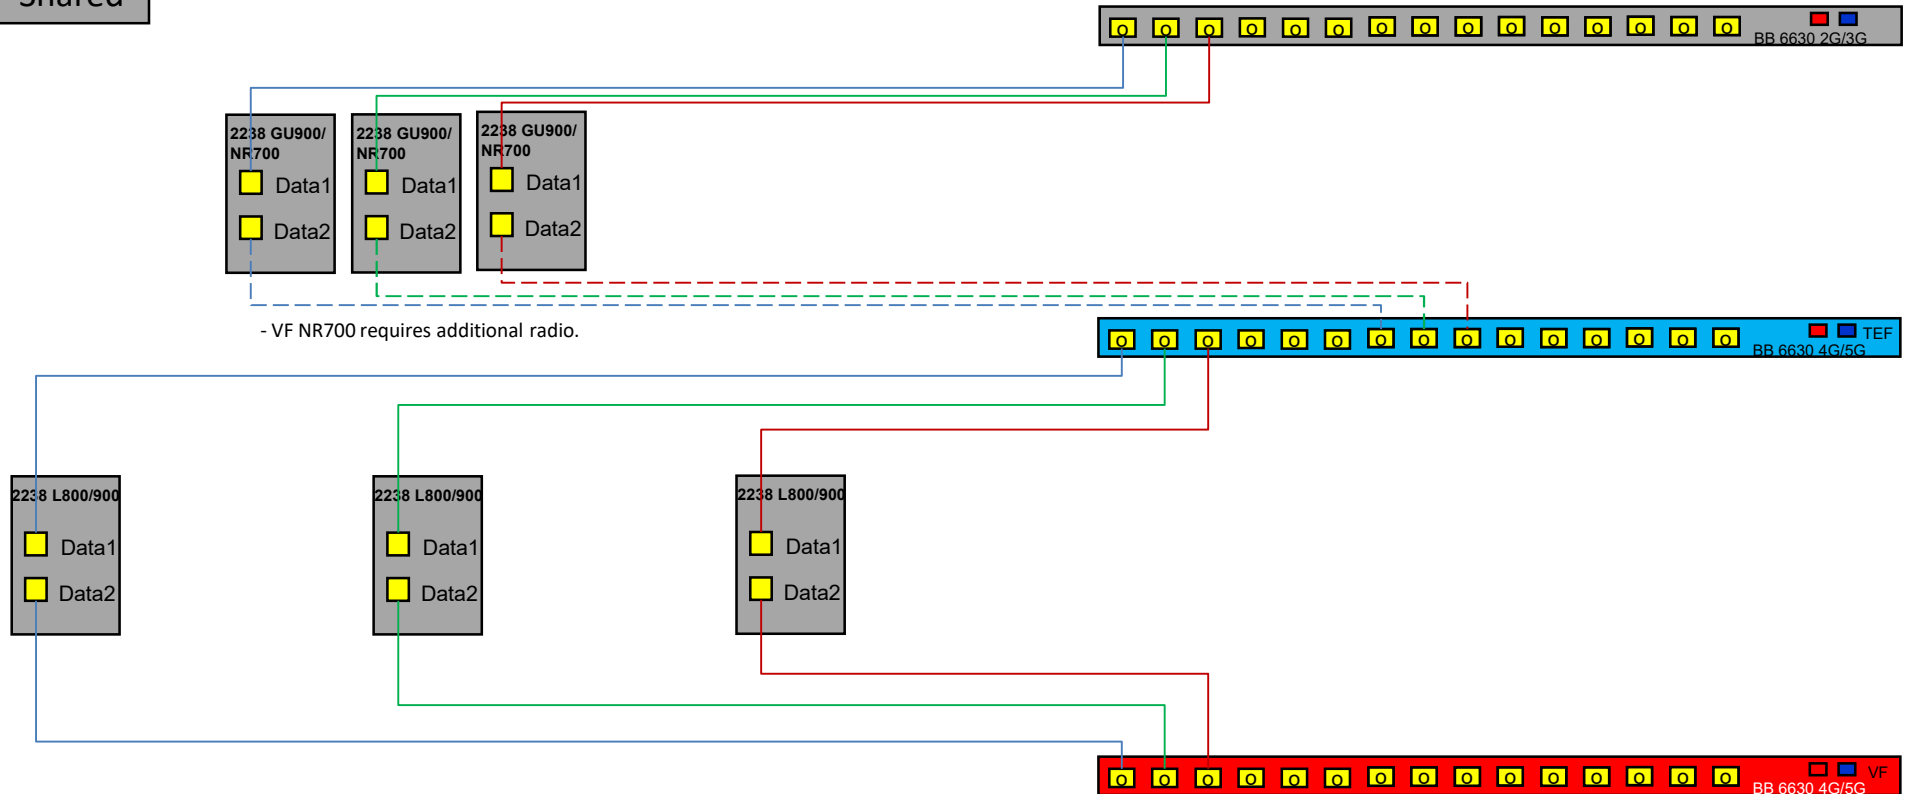 Shared
o o o o o o o o o o o o o o o
BB 6630 2G/3G
2238 GU900/
NR700
Data1
Data2
2238 GU900/
NR700
Data1
Data2
2238 GU900/
NR700
Data1
Data2
- VF NR700 requires additional radio.
o o o o o o o o o o o o o o o
TEF
BB 6630 4G/5G
2238 L800/900
Data1
Data2
2238 L800/900
Data1
Data2
2238 L800/900
Data1
Data2
o o o o o o o o o o o o o o o
VF
BB 6630 4G/5G